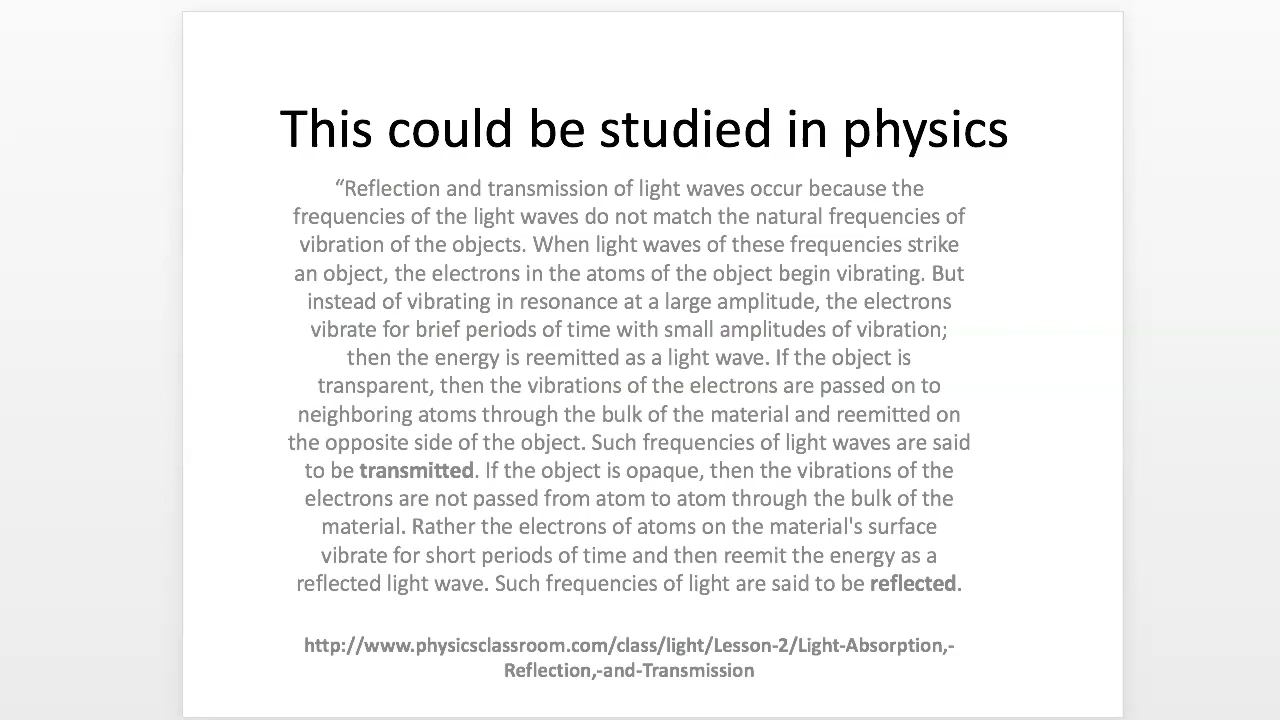 This could be studied in physics
“Reflection and transmission of light waves occur because the
frequencies of the light waves do not match the natural frequencies of
vibration of the objects. When light waves of these frequencies strike
an object, the electrons in the atoms of the object begin vibrating. But
instead of vibrating in resonance at a large amplitude, the electrons
vibrate for brief periods of time with small amplitudes of vibration;
then the energy is reemitted as a light wave. If the object is
transparent, then the vibrations of the electrons are passed on to
neighboring atoms through the bulk of the material and reemitted on
the opposite side of the object. Such frequencies of light waves are said
to be transmitted. If the object is opaque, then the vibrations of the
electrons are not passed from atom to atom through the bulk of the
material. Rather the electrons of atoms on the material's surface
vibrate for short periods of time and then reemit the energy as a
reflected light wave. Such frequencies of light are said to be reflected.
http://www.physicsclassroom.com/class/light/Lesson-2/Light-Absorption,-
Reflection,-and-Transmission